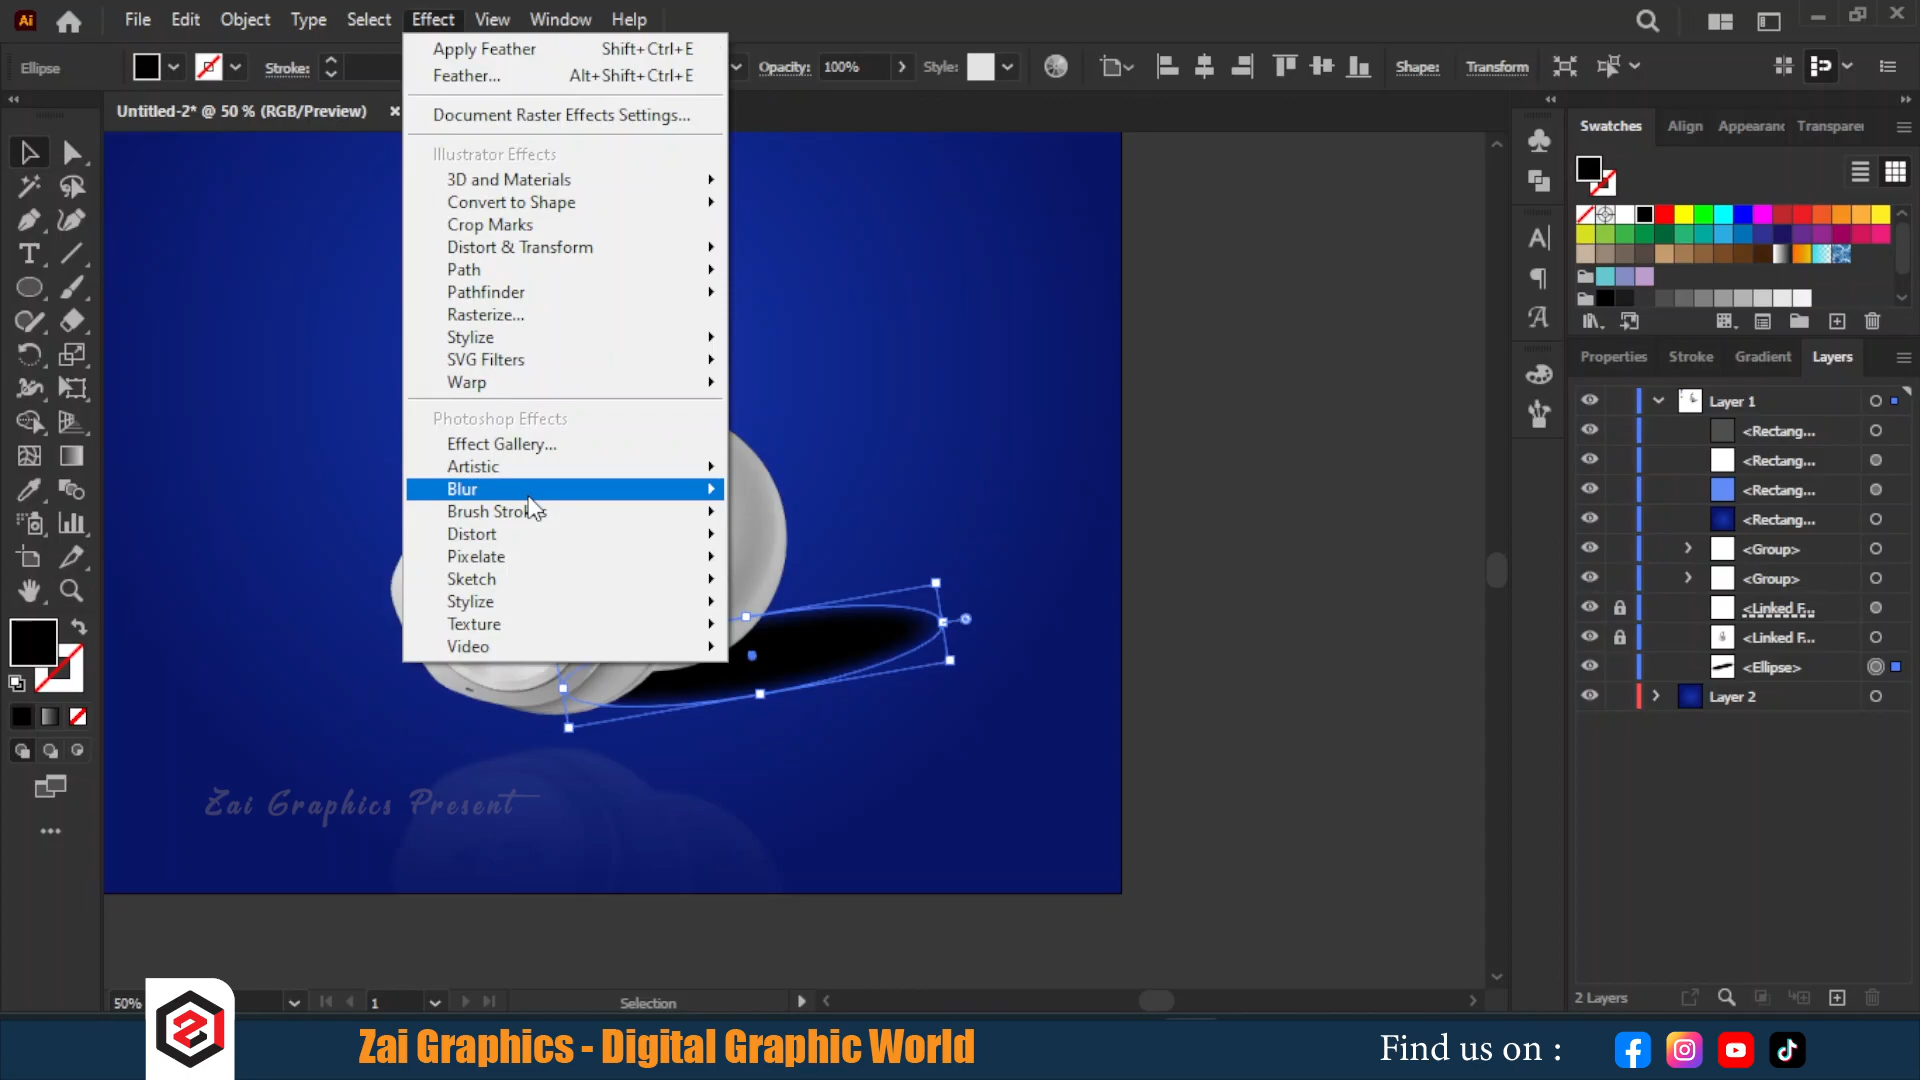 Ai File Edit Object Type Select Effect View Window Help
Ellipse Stroke: Opacity: 100% Style: Shape: Transform
Untitled-2* @ 50 % (RGB/Preview)
Apply Feather Shift+Ctrl+E
Feather... Alt+Shift+Ctrl+E
Document Raster Effects Settings...
Illustrator Effects
3D and Materials
Convert to Shape
Crop Marks
Distort & Transform
Path
Pathfinder
Rasterize...
Stylize
SVG Filters
Warp
Photoshop Effects
Effect Gallery...
Artistic
Blur
Brush Strokes
Distort
Pixelate
Sketch
Stylize
Texture
Video
Swatches Align Appearanc Transparer
Properties Stroke Gradient Layers
Layer 1
<Rectang...
<Rectang...
<Rectang...
<Rectang...
<Group>
<Group>
<Linked F...
<Linked F...
<Ellipse>
Layer 2
2 Layers
Zai Graphics Present
50% 1 Selection
Zai Graphics - Digital Graphic World
Find us on :